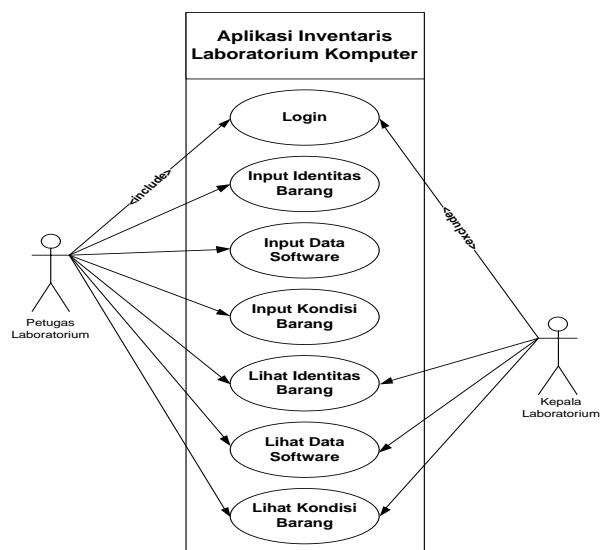 Aplikasi Inventaris
Laboratorium Komputer
Login
<include>
<exclude>
Input Identitas
Barang
Input Data
Software
Petugas
Laboratorium
Input Kondisi
Barang
Lihat Identitas
Barang
Kepala
Laboratorium
Lihat Data
Software
Lihat Kondisi
Barang